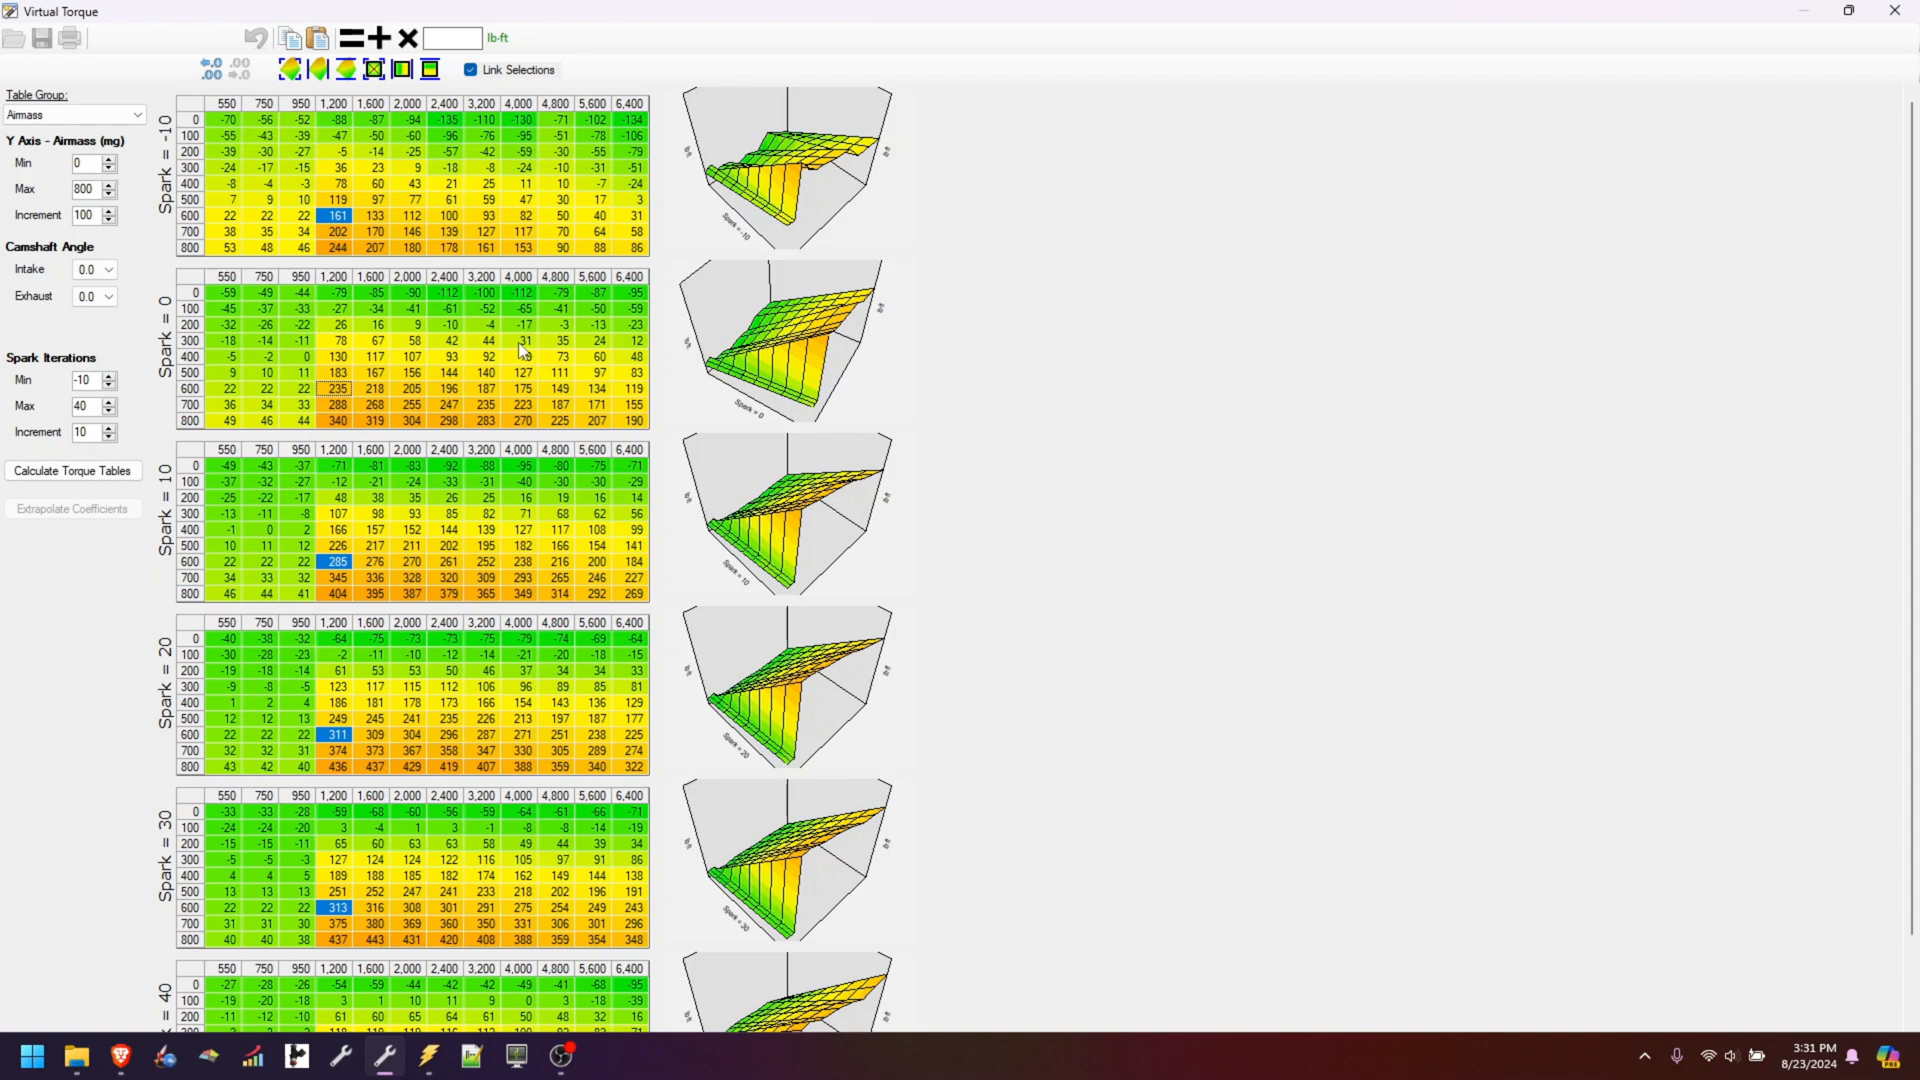 Virtual Torque
lb·ft
Link Selections
Table Group:
Airmass
Y Axis - Airmass (mg)
Min 0
Max 800
Increment 100
Camshaft Angle
Intake 0.0
Exhaust 0.0
Spark Iterations
Min -10
Max 40
Increment 10
Calculate Torque Tables
Extrapolate Coefficients
Spark = -10
550 750 950 1,200 1,600 2,000 2,400 3,200 4,000 4,800 5,600 6,400
0 -70 -56 -52 -88 -87 -94 -135 -110 -130 -71 -102 -134
100 -55 -43 -39 -47 -50 -60 -96 -76 -95 -51 -78 -106
200 -39 -30 -27 -5 -14 -25 -57 -42 -59 -30 -55 -79
300 -24 -17 -15 36 23 9 -18 -8 -24 -10 -31 -51
400 -8 -4 -3 78 60 43 21 25 11 10 -7 -24
500 7 9 10 119 97 77 61 59 47 30 17 3
600 22 22 22 161 133 112 100 93 82 50 40 31
700 38 35 34 202 170 146 139 127 117 70 64 58
800 53 48 46 244 207 180 178 161 153 90 88 86
lb·ft
lb·ft
Spark = -10
Spark = 0
550 750 950 1,200 1,600 2,000 2,400 3,200 4,000 4,800 5,600 6,400
0 -59 -49 -44 -79 -85 -90 -112 -100 -112 -79 -87 -95
100 -45 -37 -33 -27 -34 -41 -61 -52 -65 -41 -50 -59
200 -32 -26 -22 26 16 9 -10 -4 -17 -3 -13 -23
300 -18 -14 -11 78 67 58 42 44 31 35 24 12
400 -5 -2 0 130 117 107 93 92 73 60 48
500 9 10 11 183 167 156 144 140 127 111 97 83
600 22 22 22 235 218 205 196 187 175 149 134 119
700 36 34 33 288 268 255 247 235 223 187 171 155
800 49 46 44 340 319 304 298 283 270 225 207 190
lb·ft
lb·ft
Spark = 0
Spark = 10
550 750 950 1,200 1,600 2,000 2,400 3,200 4,000 4,800 5,600 6,400
0 -49 -43 -37 -71 -81 -83 -92 -88 -95 -80 -75 -71
100 -37 -32 -27 -12 -21 -24 -33 -31 -40 -30 -30 -29
200 -25 -22 -17 48 38 35 26 25 16 19 16 14
300 -13 -11 -8 107 98 93 85 82 71 68 62 56
400 -1 0 2 166 157 152 144 139 127 117 108 99
500 10 11 12 226 217 211 202 195 182 166 154 141
600 22 22 22 285 276 270 261 252 238 216 200 184
700 34 33 32 345 336 328 320 309 293 265 246 227
800 46 44 41 404 395 387 379 365 349 314 292 269
lb·ft
lb·ft
Spark = 10
Spark = 20
550 750 950 1,200 1,600 2,000 2,400 3,200 4,000 4,800 5,600 6,400
0 -40 -38 -32 -64 -75 -73 -73 -75 -79 -74 -69 -64
100 -30 -28 -23 -2 -11 -10 -12 -14 -21 -20 -18 -15
200 -19 -18 -14 61 53 53 50 46 37 34 34 33
300 -9 -8 -5 123 117 115 112 106 96 89 85 81
400 1 2 4 186 181 178 173 166 154 143 136 129
500 12 12 13 249 245 241 235 226 213 197 187 177
600 22 22 22 311 309 304 296 287 271 251 238 225
700 32 32 31 374 373 367 358 347 330 305 289 274
800 43 42 40 436 437 429 419 407 388 359 340 322
lb·ft
lb·ft
Spark = 20
Spark = 30
550 750 950 1,200 1,600 2,000 2,400 3,200 4,000 4,800 5,600 6,400
0 -33 -33 -28 -59 -68 -60 -56 -59 -64 -61 -66 -71
100 -24 -24 -20 3 -4 1 3 -1 -8 -8 -14 -19
200 -15 -15 -11 65 60 63 63 58 49 44 39 34
300 -5 -5 -3 127 124 124 122 116 105 97 91 86
400 4 4 5 189 188 185 182 174 162 149 144 138
500 13 13 13 251 252 247 241 233 218 202 196 191
600 22 22 22 313 316 308 301 291 275 254 249 243
700 31 31 30 375 380 369 360 350 331 306 301 296
800 40 40 38 437 443 431 420 408 388 359 354 348
lb·ft
lb·ft
Spark = 30
= 40
550 750 950 1,200 1,600 2,000 2,400 3,200 4,000 4,800 5,600 6,400
0 -27 -28 -26 -54 -59 -44 -42 -42 -49 -41 -68 -95
100 -19 -20 -18 3 1 10 11 9 0 3 -18 -39
200 -11 -12 -10 61 60 65 64 61 50 48 32 16
lb·ft
lb·ft
3:31 PM
8/23/2024